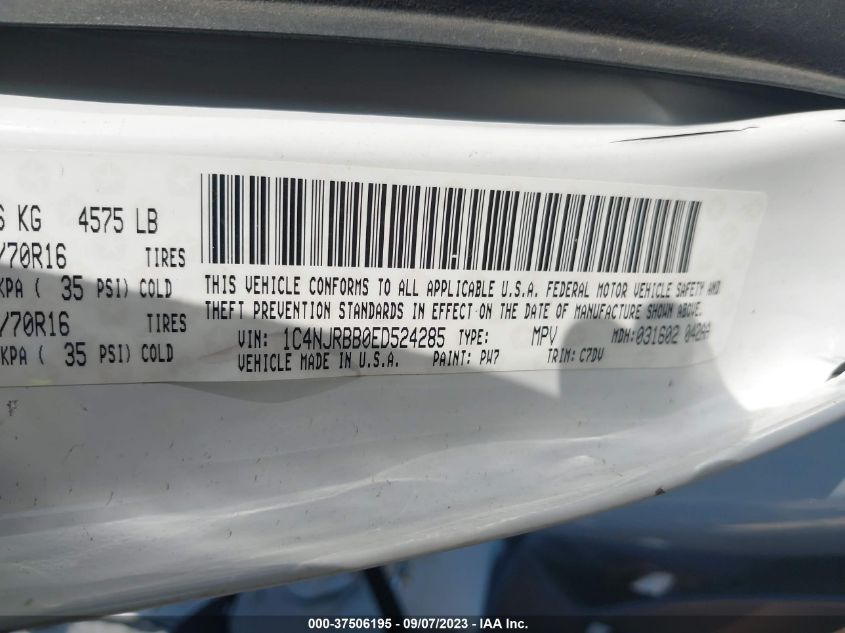 KG 4575 LB
/70R16 TIRES
KPA ( 35 PSI) COLD
/70R16 TIRES
KPA ( 35 PSI) COLD
THIS VEHICLE CONFORMS TO ALL APPLICABLE U.S.A. FEDERAL MOTOR VEHICLE SAFETY AND
THEFT PREVENTION STANDARDS IN EFFECT ON THE DATE OF MANUFACTURE SHOWN ABOVE.
VIN: 1C4NJRBB0ED524285 TYPE: MPV MDH:031602
VEHICLE MADE IN U.S.A. PAINT: PW7 TRIM: C7DV
000-37506195 - 09/07/2023 - IAA Inc.